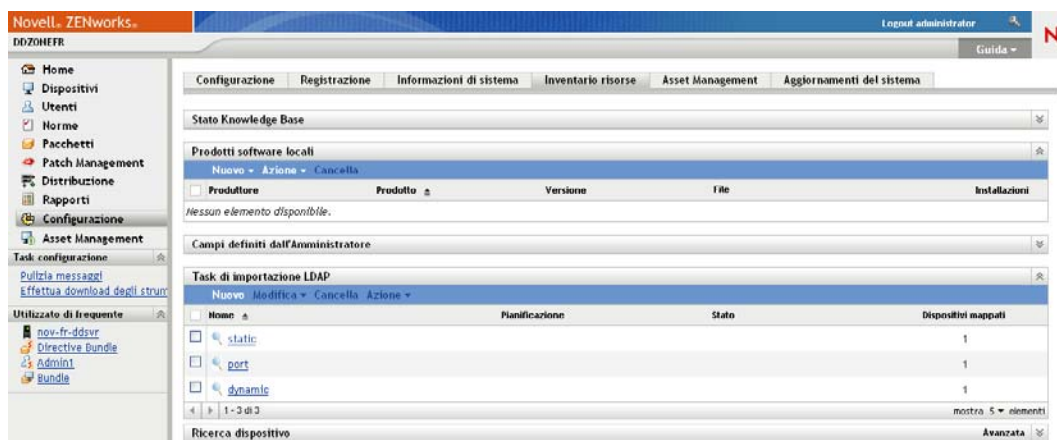 Novell® ZENworks®
Logout administrator
DDZONEFR
Guida
N
Home
Dispositivi
Utenti
Norme
Pacchetti
Patch Management
Distribuzione
Rapporti
Configurazione
Asset Management
Task configurazione
Pulizia messaggi
Effettua download degli strum
Utilizzato di frequente
nov-fr-ddsvr
Directive Bundle
Admin1
Bundle
Configurazione Registrazione Informazioni di sistema Inventario risorse Asset Management Aggiornamenti del sistema
Stato Knowledge Base
Prodotti software locali
Nuovo Azione Cancella
Produttore Prodotto Versione File Installazioni
Nessun elemento disponibile.
Campi definiti dall'Amministratore
Task di importazione LDAP
Nuovo Modifica Cancella Azione
Nome Pianificazione Stato Dispositivi mappati
static 1
port 1
dynamic 1
1 - 3 di 3 mostra 5 elementi
Ricerca dispositivo Avanzata